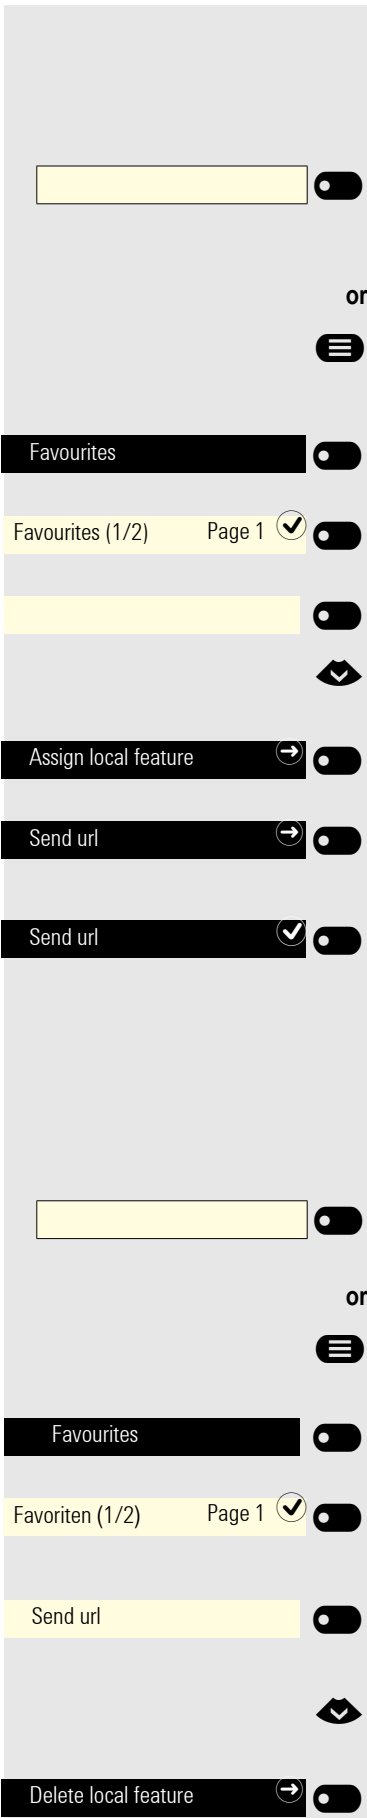 or
Favourites
Favourites (1/2) Page 1
Assign local feature
Send url
Send url
or
Favourites
Favoriten (1/2) Page 1
Send url
Delete local feature